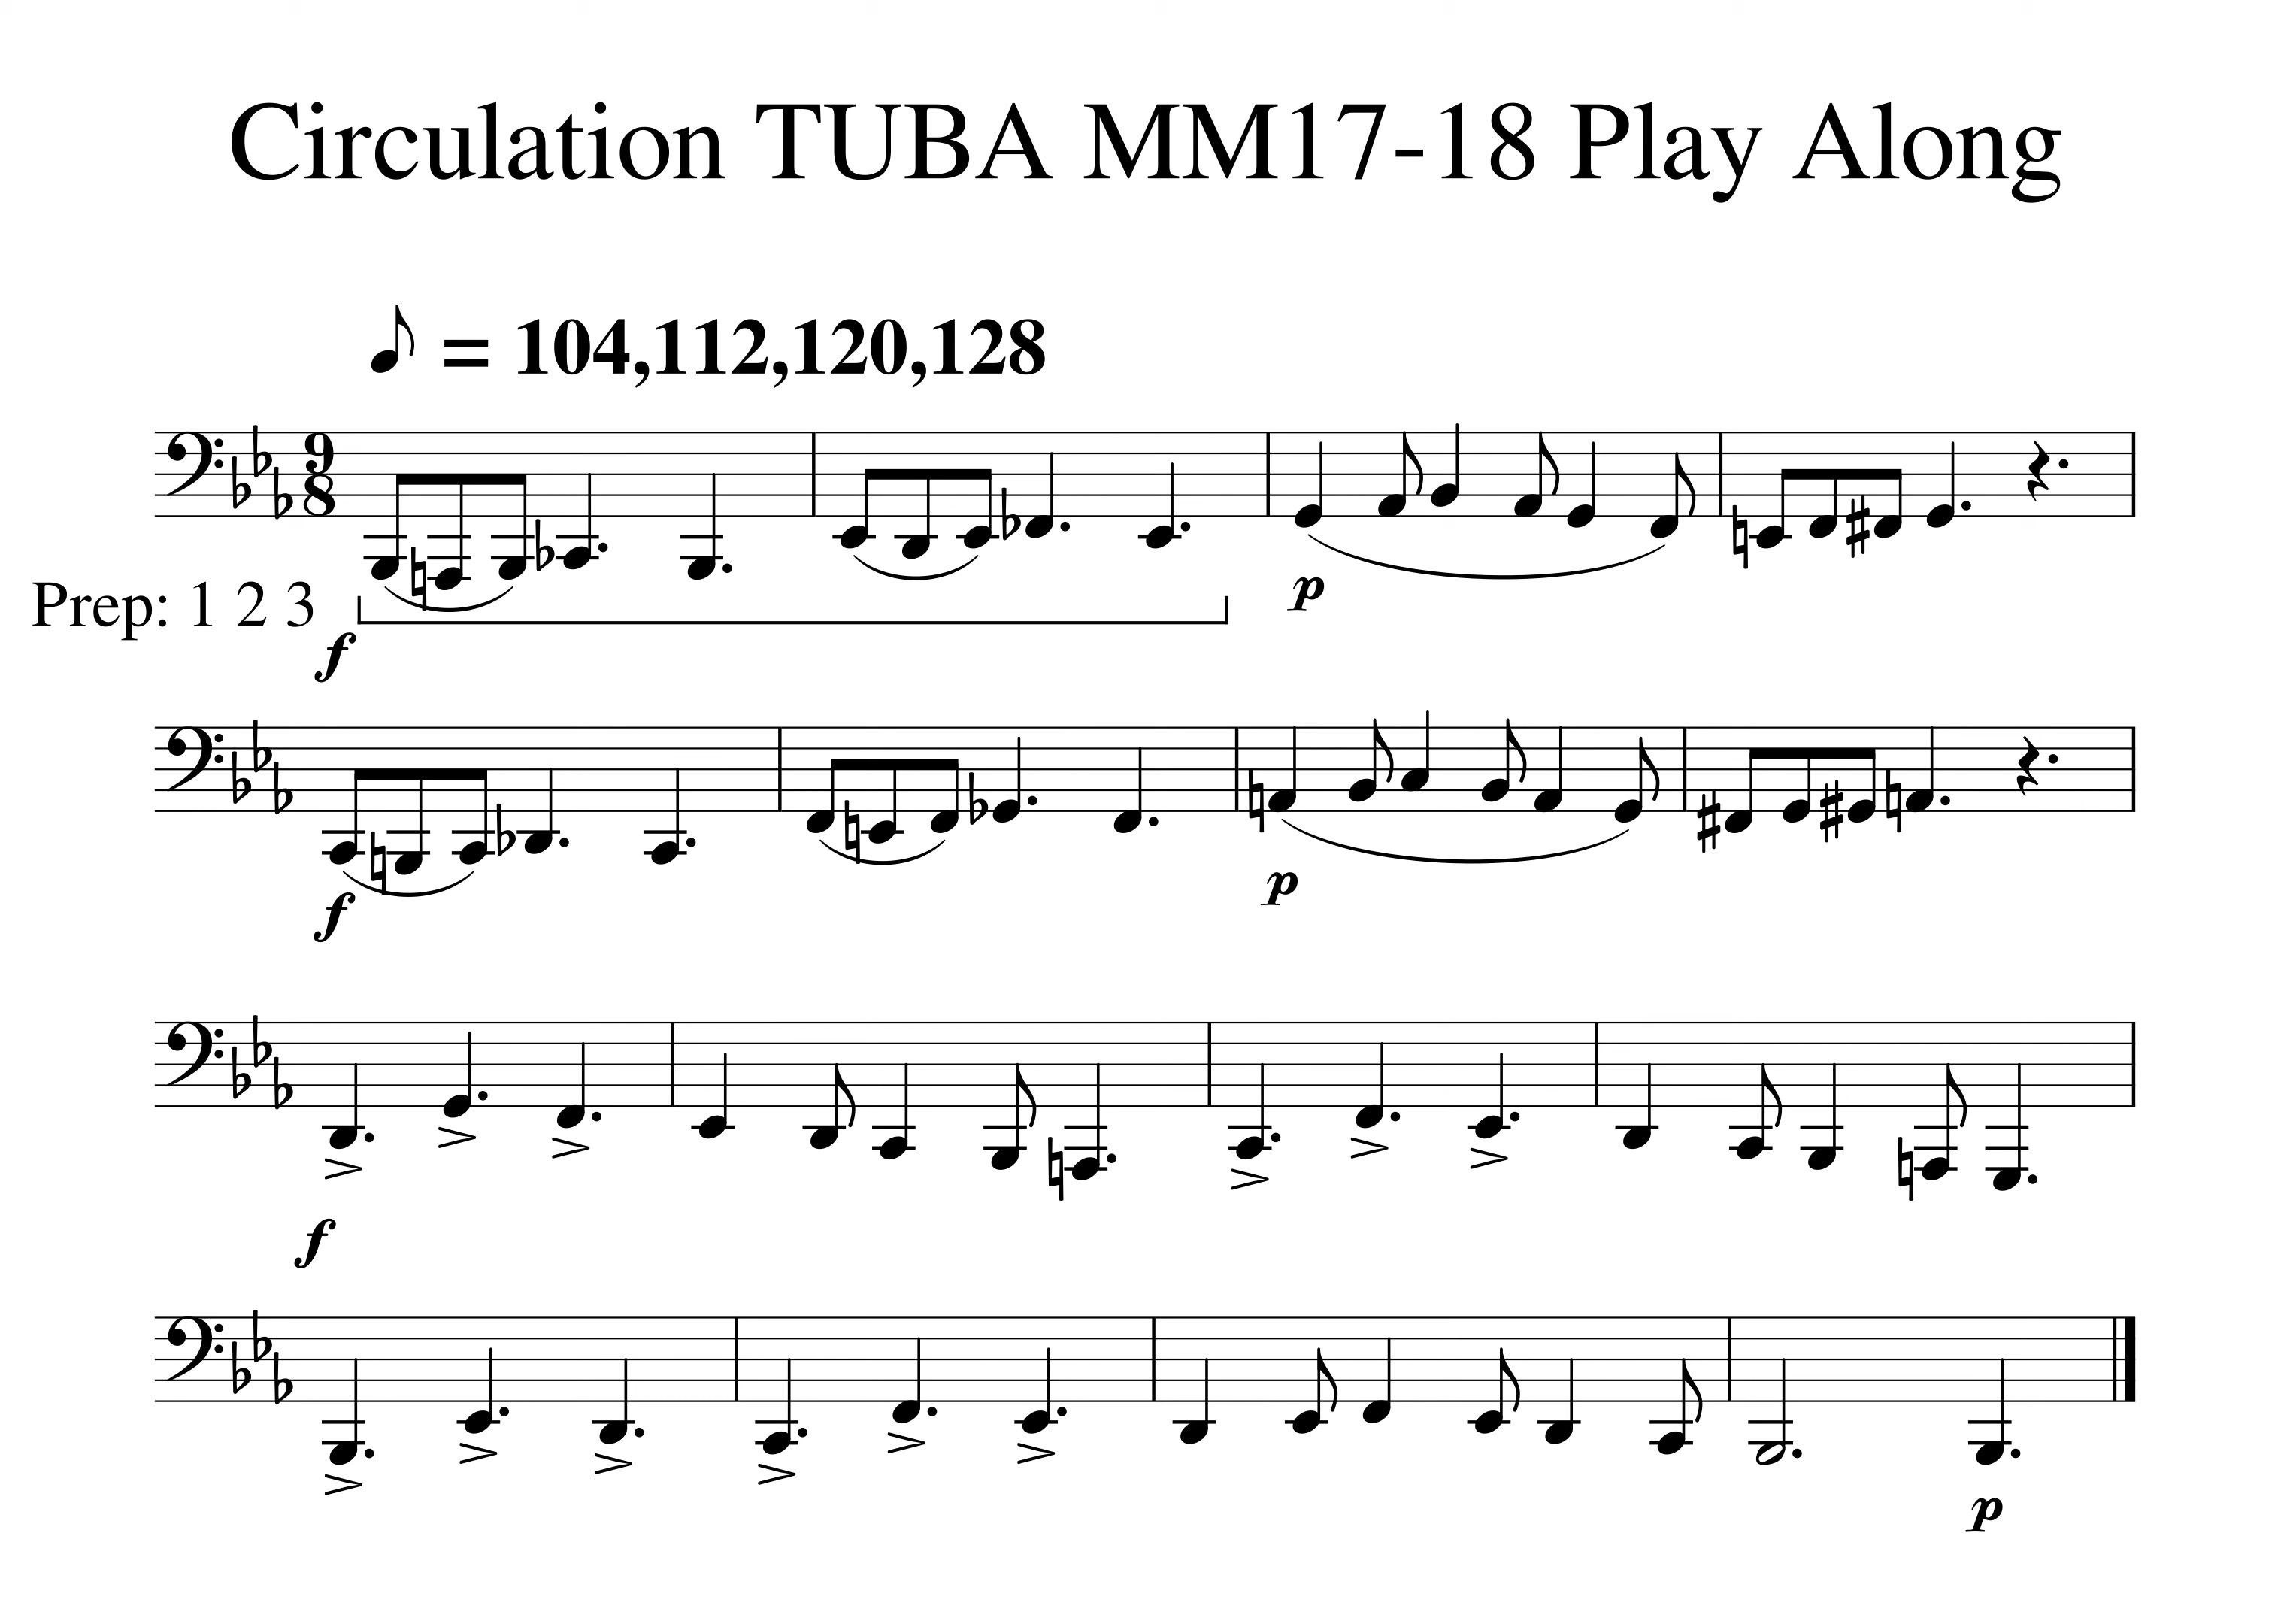 Circulation TUBA MM17-18 Play Along
♪ = 104,112,120,128
9
8
Prep: 1 2 3
f
p
f
p
f
p